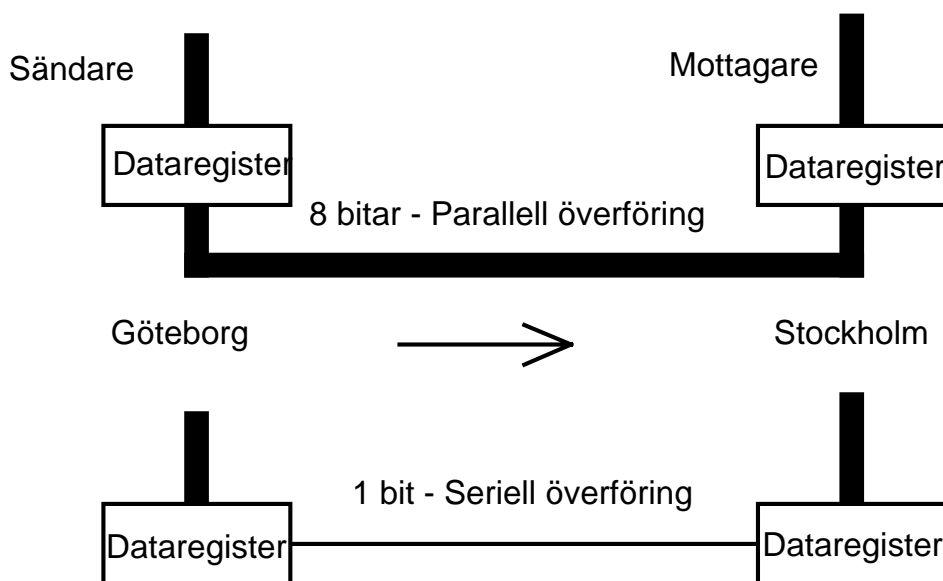 Sändare
Mottagare
Dataregister
Dataregister
8 bitar - Parallell överföring
Göteborg
Stockholm
1 bit - Seriell överföring
Dataregister
Dataregister